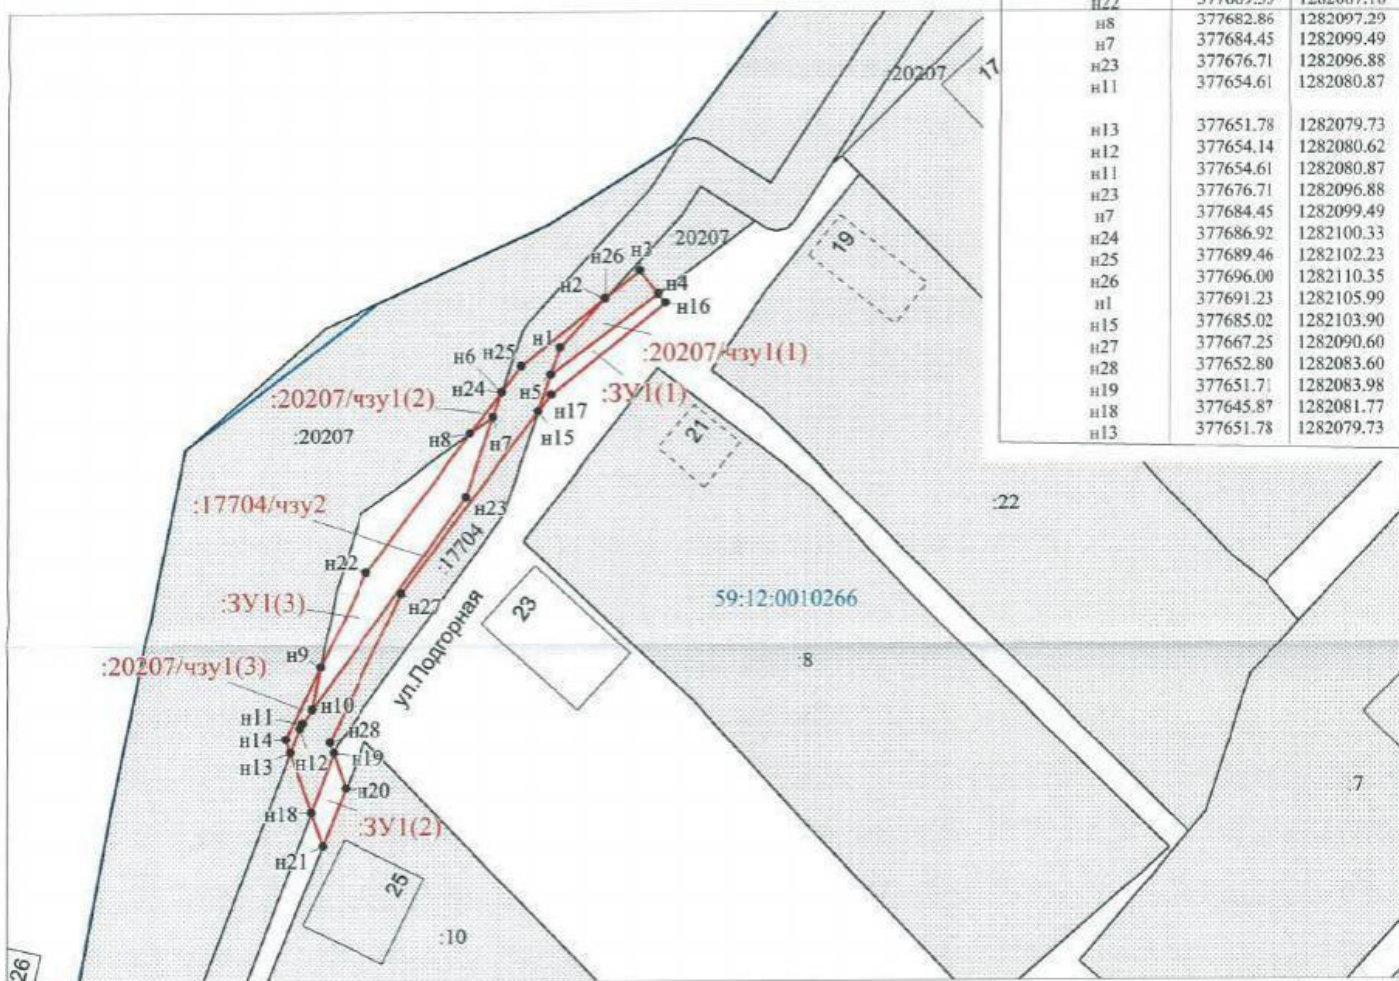 н8 377682.86 1282097.29
н7 377684.45 1282099.49
н23 377676.71 1282096.88
н11 377654.61 1282080.87
н13 377651.78 1282079.73
н12 377654.14 1282080.62
н11 377654.61 1282080.87
н23 377676.71 1282096.88
н7 377684.45 1282099.49
н24 377686.92 1282100.33
н25 377689.46 1282102.23
н26 377696.00 1282110.35
н1 377691.23 1282105.99
н15 377685.02 1282103.90
н27 377667.25 1282090.60
н28 377652.80 1282083.60
н19 377651.71 1282083.98
н18 377645.87 1282081.77
н13 377651.78 1282079.73
:20207
17
19
20207
н3
н26
н2
н4
н16
н1
:20207/чзу1(1)
н25
н6
н24
н5
:ЗУ1(1)
:20207/чзу1(2)
н17
н15
:20207
н8
н7
21
:17704/чзу2
н23
:17704
:22
н22
н27
:ЗУ1(3)
23
59:12:0010266
ул.Подгорная
н9
:20207/чзу1(3)
:8
н10
н11
н14
н28
н13
н12
н19
н20
:7
н18
:ЗУ1(2)
н21
25
:10
26